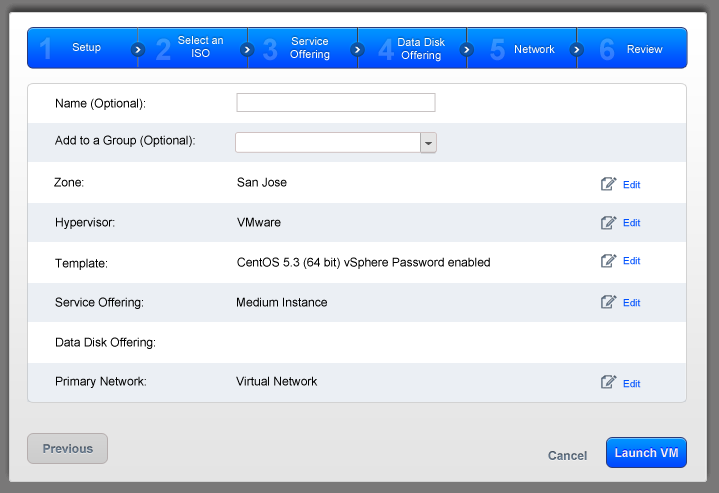 1 Setup
2 Select an
ISO
3 Service
Offering
4 Data Disk
Offering
5 Network
6 Review
Name (Optional):
Add to a Group (Optional):
Zone: San Jose Edit
Hypervisor: VMware Edit
Template: CentOS 5.3 (64 bit) vSphere Password enabled Edit
Service Offering: Medium Instance Edit
Data Disk Offering:
Primary Network: Virtual Network Edit
Previous Cancel Launch VM